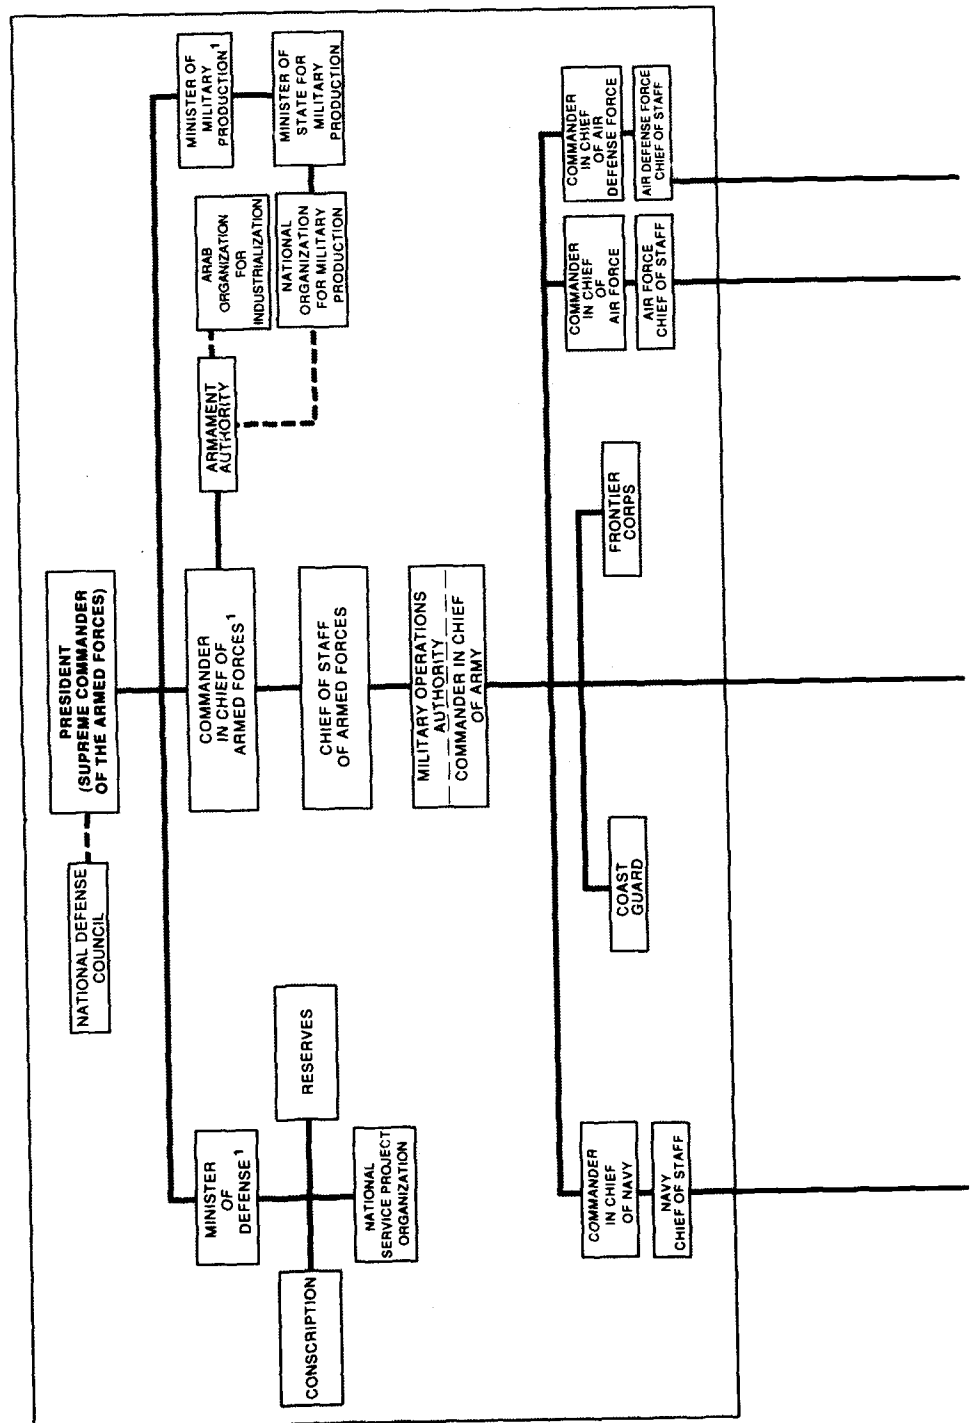 PRESIDENT
(SUPREME COMMANDER
OF THE ARMED FORCES)
NATIONAL DEFENSE
COUNCIL
MINISTER
OF
DEFENSE¹
COMMANDER
IN CHIEF OF
ARMED FORCES¹
ARMAMENT
AUTHORITY
ARAB
ORGANIZATION
FOR
INDUSTRIALIZATION
MINISTER OF
MILITARY
PRODUCTION¹
CONSCRIPTION
RESERVES
NATIONAL
SERVICE PROJECT
ORGANIZATION
CHIEF OF STAFF
OF ARMED FORCES
NATIONAL
ORGANIZATION
FOR MILITARY
PRODUCTION
MINISTER OF
STATE FOR
MILITARY
PRODUCTION
MILITARY OPERATIONS
AUTHORITY
COMMANDER IN CHIEF
OF ARMY
COMMANDER
IN CHIEF
OF NAVY
NAVY
CHIEF OF STAFF
COAST
GUARD
FRONTIER
CORPS
COMMANDER
IN CHIEF
OF
AIR FORCE
AIR FORCE
CHIEF OF STAFF
COMMANDER
IN CHIEF
OF AIR
DEFENSE FORCE
AIR DEFENSE FORCE
CHIEF OF STAFF